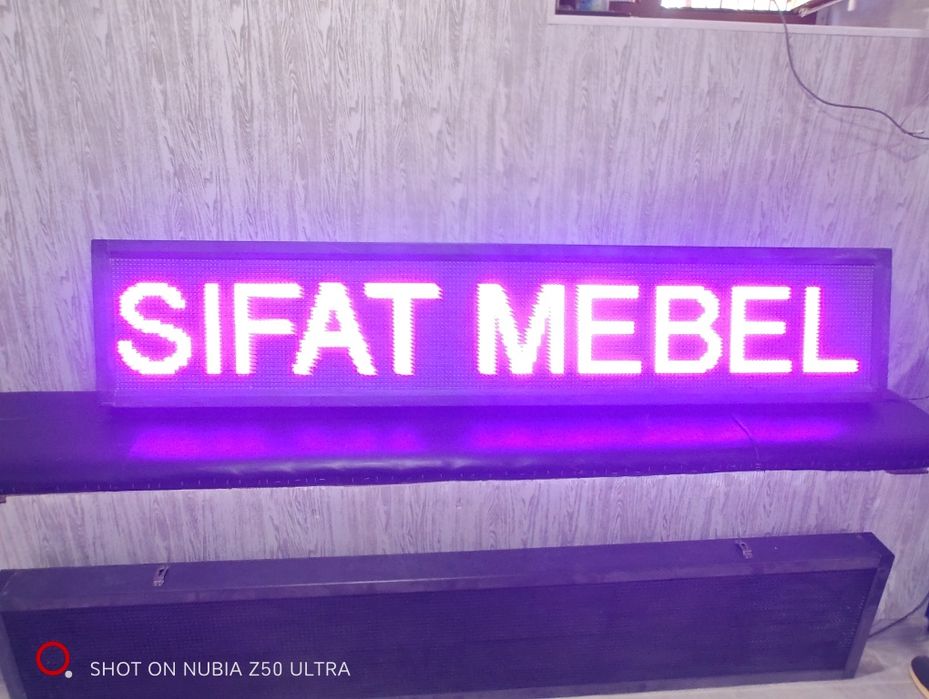 SIFAT MEBEL
SHOT ON NUBIA Z50 ULTRA